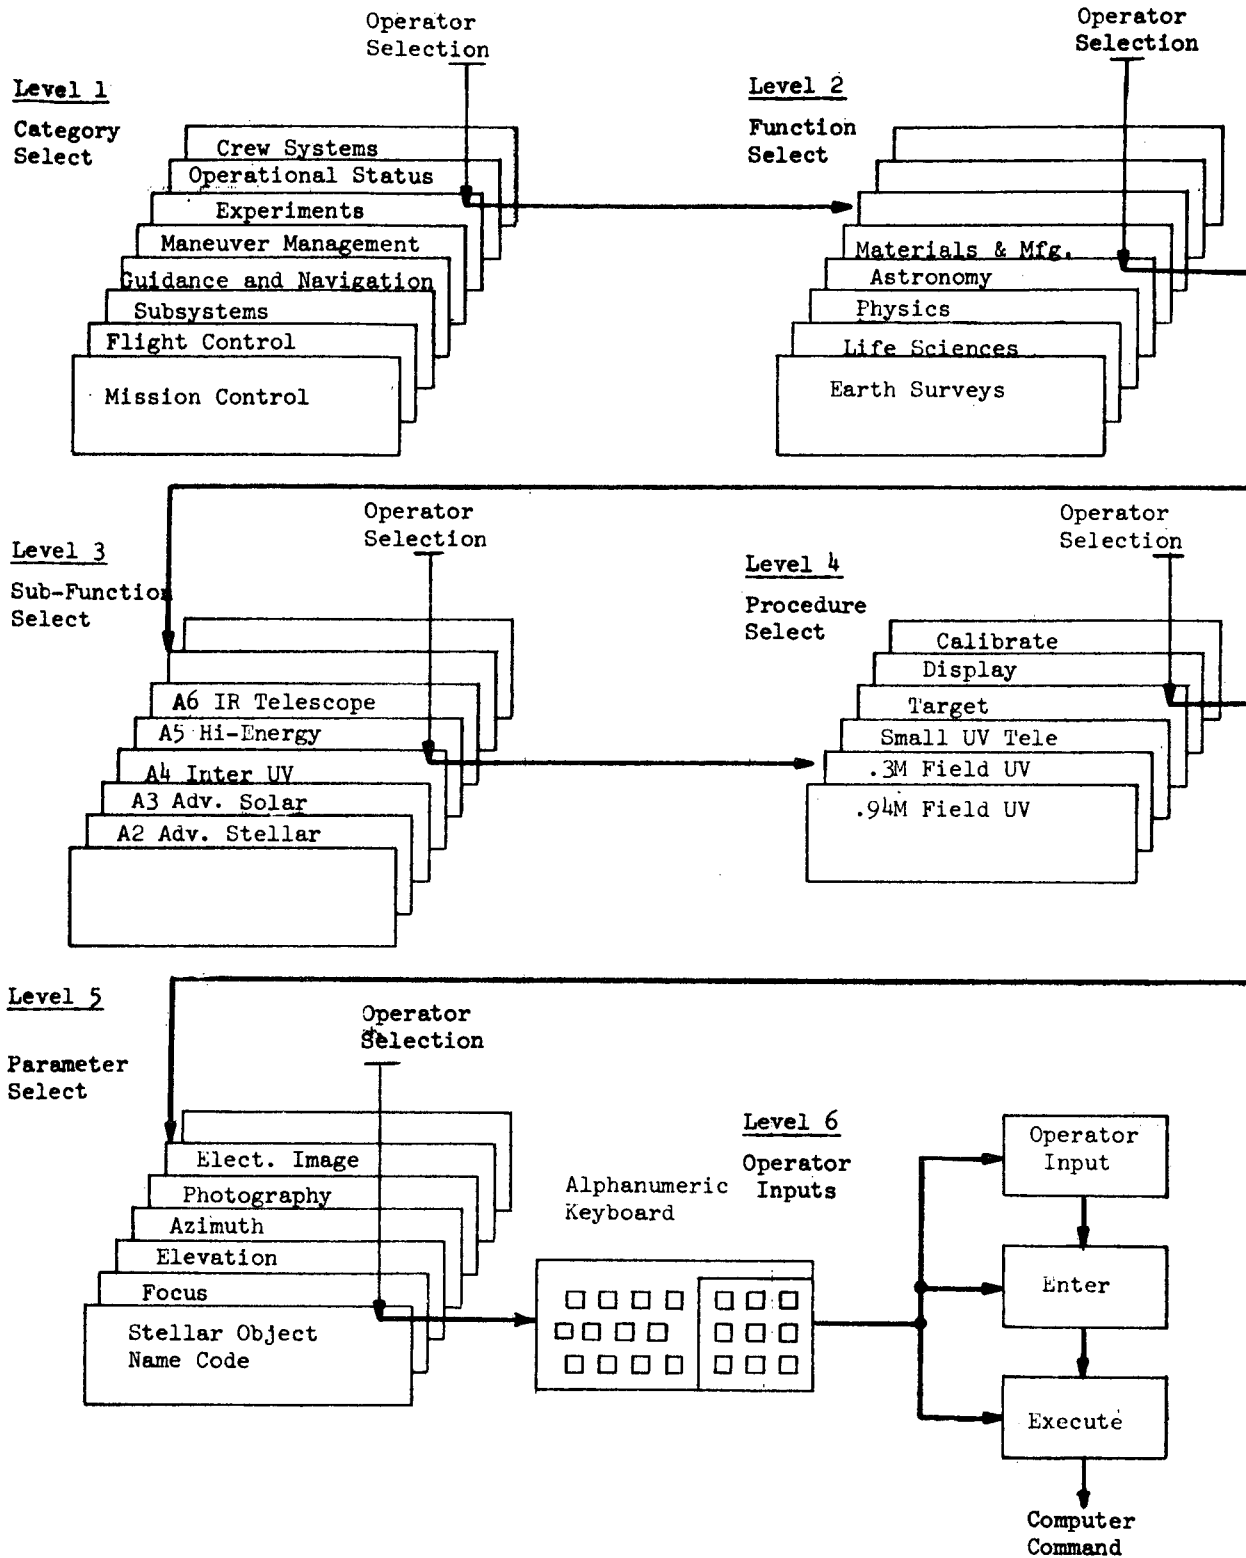 Operator
Selection
Level 1
Category
Select
Crew Systems
Operational Status
Experiments
Maneuver Management
Guidance and Navigation
Subsystems
Flight Control
Mission Control
Operator
Selection
Level 2
Function
Select
Materials & Mfg.
Astronomy
Physics
Life Sciences
Earth Surveys
Operator
Selection
Level 3
Sub-Function
Select
A6 IR Telescope
A5 Hi-Energy
A4 Inter UV
A3 Adv. Solar
A2 Adv. Stellar
Operator
Selection
Level 4
Procedure
Select
Calibrate
Display
Target
Small UV Tele
.3M Field UV
.94M Field UV
Level 5
Parameter
Select
Operator
Selection
Elect. Image
Photography
Azimuth
Elevation
Focus
Stellar Object
Name Code
Alphanumeric
Keyboard
Level 6
Operator
Inputs
Operator
Input
Enter
Execute
Computer
Command